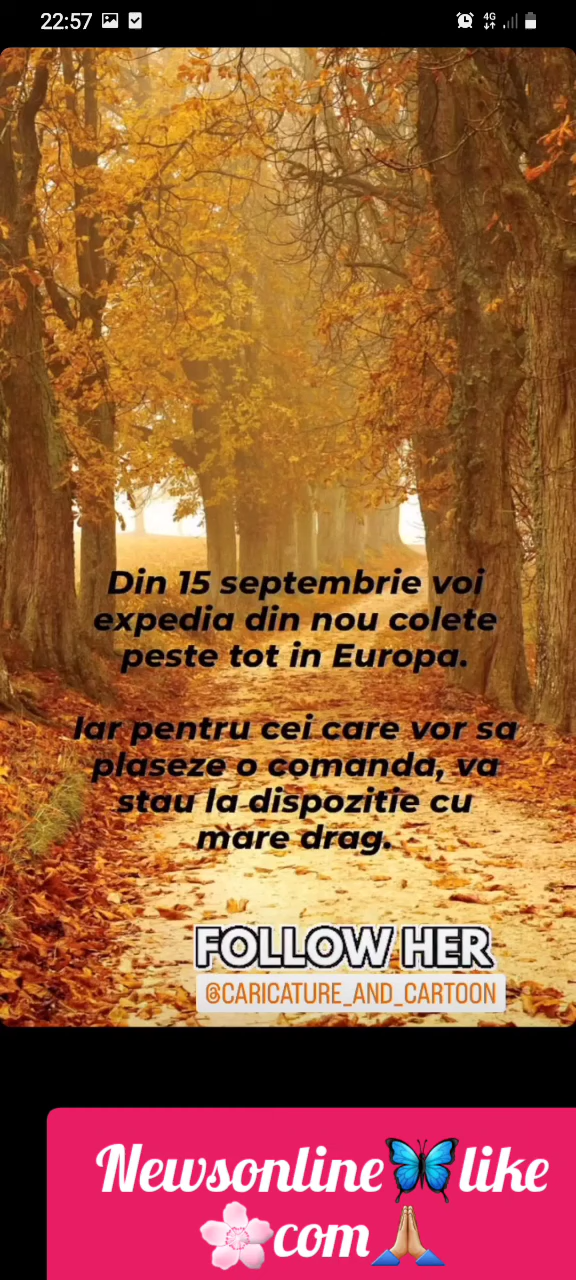 22:57
4G
Din 15 septembrie voi
expedia din nou colete
peste tot in Europa.
Iar pentru cei care vor sa
plaseze o comanda, va
stau la dispozitie cu
mare drag.
FOLLOW HER
@CARICATURE_AND_CARTOON
Newsonline🦋like
🌸com🙏🏼